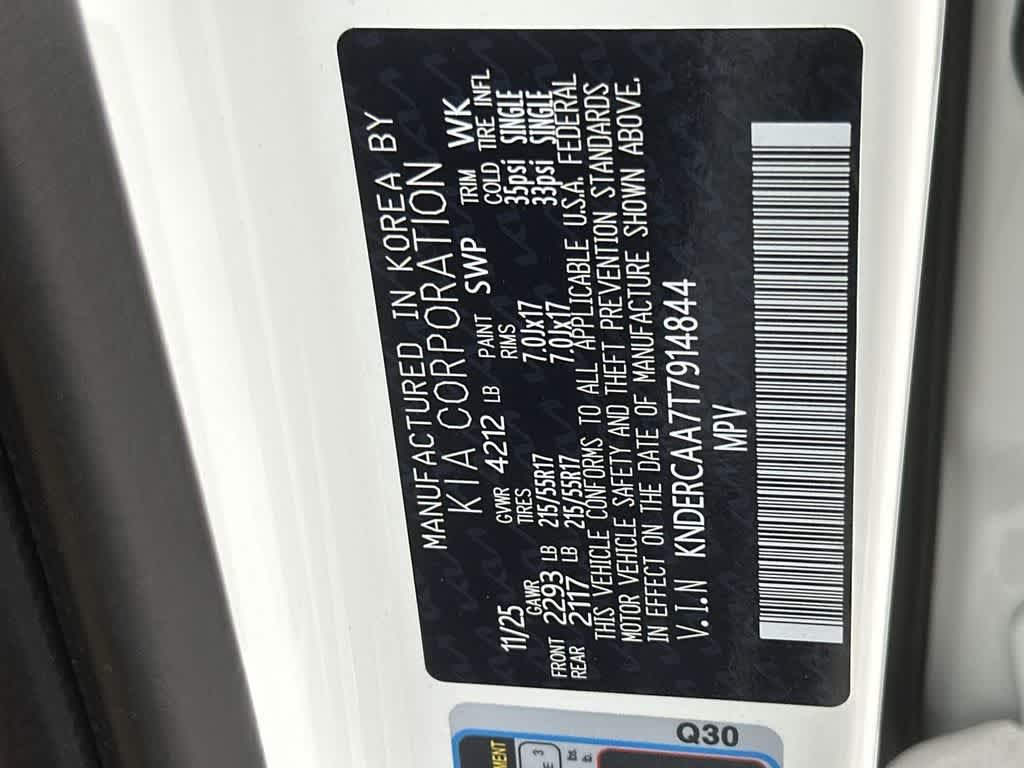 MANUFACTURED IN KOREA BY
KIA CORPORATION
11/25 GVWR 4212 LB PAINT SWP TRIM WK
GAWR TIRES RIMS COLD TIRE INFL
FRONT 2293 LB 215/55R17 7.0Jx17 35psi SINGLE
REAR 2117 LB 215/55R17 7.0Jx17 33psi SINGLE
THIS VEHICLE CONFORMS TO ALL APPLICABLE U.S.A. FEDERAL
MOTOR VEHICLE SAFETY AND THEFT PREVENTION STANDARDS
IN EFFECT ON THE DATE OF MANUFACTURE SHOWN ABOVE.
V.I.N KNDERCAA7T7914844
MPV
Q30